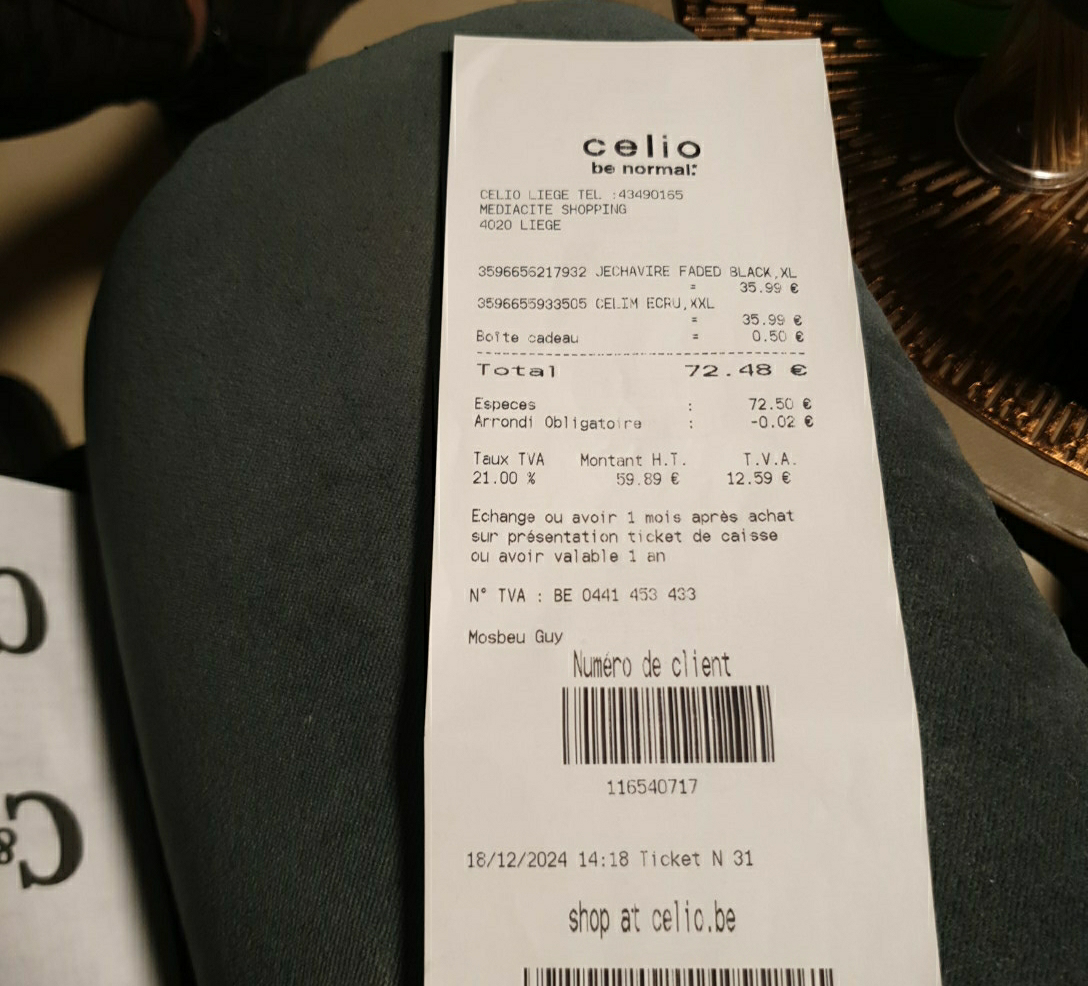 celio
be normal:
CELIO LIEGE TEL :43490165
MEDIACITE SHOPPING
4020 LIEGE
3596656217932 JECHAVIRE FADED BLACK,XL
= 35.99 €
3596655933505 CELIM ECRU,XXL
= 35.99 €
Boîte cadeau = 0.50 €
Total 72.48 €
Especes : 72.50 €
Arrondi Obligatoire : -0.02 €
Taux TVA Montant H.T. T.V.A.
21.00 % 59.89 € 12.59 €
Echange ou avoir 1 mois après achat
sur présentation ticket de caisse
ou avoir valable 1 an
N° TVA : BE 0441 453 433
Mosbeu Guy
Numéro de client
116540717
18/12/2024 14:18 Ticket N 31
shop at celio.be